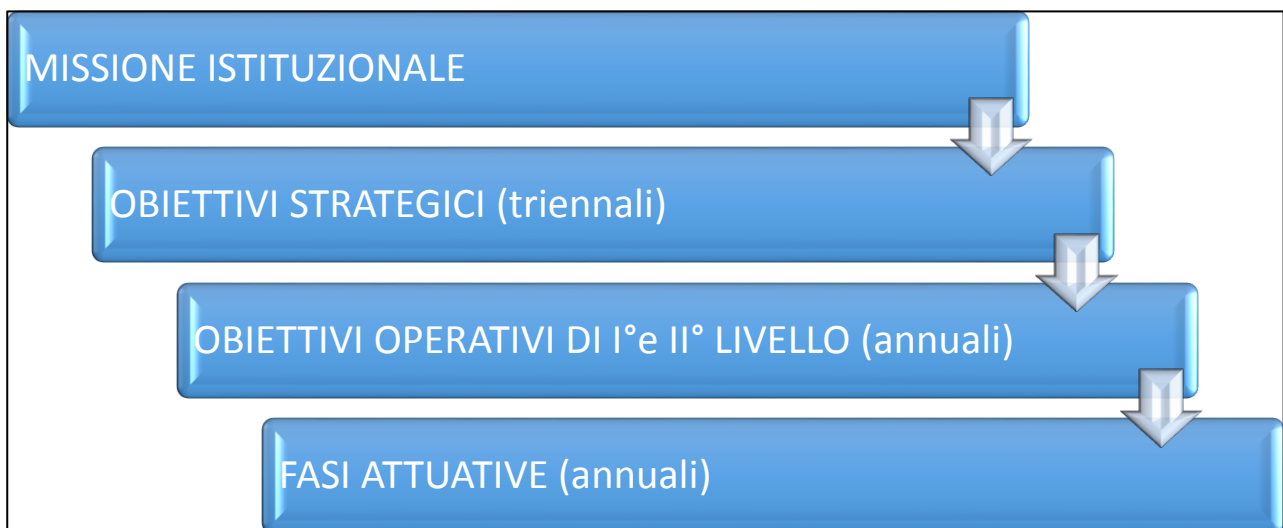 MISSIONE ISTITUZIONALE
OBIETTIVI STRATEGICI (triennali)
OBIETTIVI OPERATIVI DI I°e II° LIVELLO (annuali)
FASI ATTUATIVE (annuali)